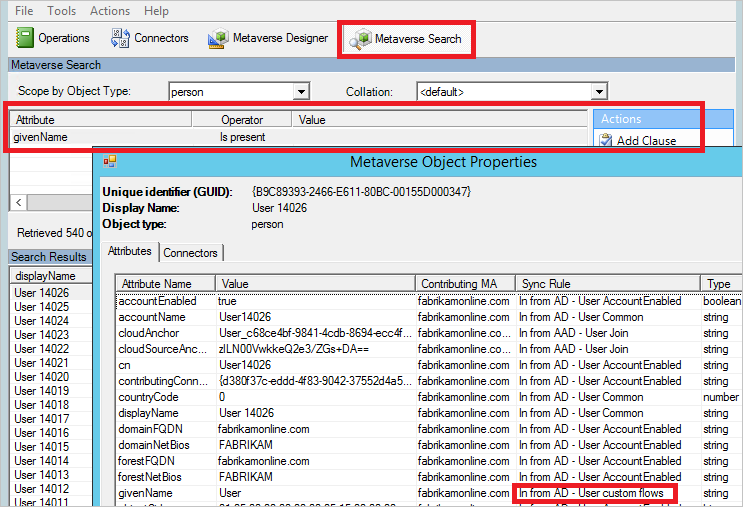 File Tools Actions Help
Operations Connectors Metaverse Designer Metaverse Search
Metaverse Search
Scope by Object Type: person Collation: <default>
Attribute Operator Value Actions
givenName Is present Add Clause
Metaverse Object Properties
Unique identifier (GUID): {B9C89393-2466-E611-80BC-00155D000347}
Display Name: User 14026
Object type: person
Retrieved 540 o
Attributes Connectors
Search Results
displayName
User 14026
User 14025
User 14024
User 14023
User 14022
User 14021
User 14020
User 14019
User 14018
User 14017
User 14016
User 14015
User 14014
User 14013
User 14012
User 14011
Attribute Name Value Contributing MA Sync Rule Type
accountEnabled true fabrikamonline.com In from AD - User AccountEnabled boolean
accountName User14026 fabrikamonline.com In from AD - User Common string
cloudAnchor User_c68ce4bf-9841-4cdb-8694-ecc4f... fabrikamonline.com In from AAD - User Join string
cloudSourceAnc... zlLN00VwkkeQ2e3/ZGs+DA== fabrikamonline.com In from AAD - User Join string
cn User14026 fabrikamonline.com In from AD - User AccountEnabled string
contributingConn... {d380f37c-eddd-4f83-9042-37552d4a5... fabrikamonline.com In from AD - User AccountEnabled string
countryCode 0 fabrikamonline.com In from AD - User Common number
displayName User 14026 fabrikamonline.com In from AD - User Common string
domainFQDN fabrikamonline.com fabrikamonline.com In from AD - User AccountEnabled string
domainNetBios FABRIKAM fabrikamonline.com In from AD - User AccountEnabled string
forestFQDN fabrikamonline.com fabrikamonline.com In from AD - User AccountEnabled string
forestNetBios FABRIKAM fabrikamonline.com In from AD - User AccountEnabled string
givenName User fabrikamonline.com In from AD - User custom flows string